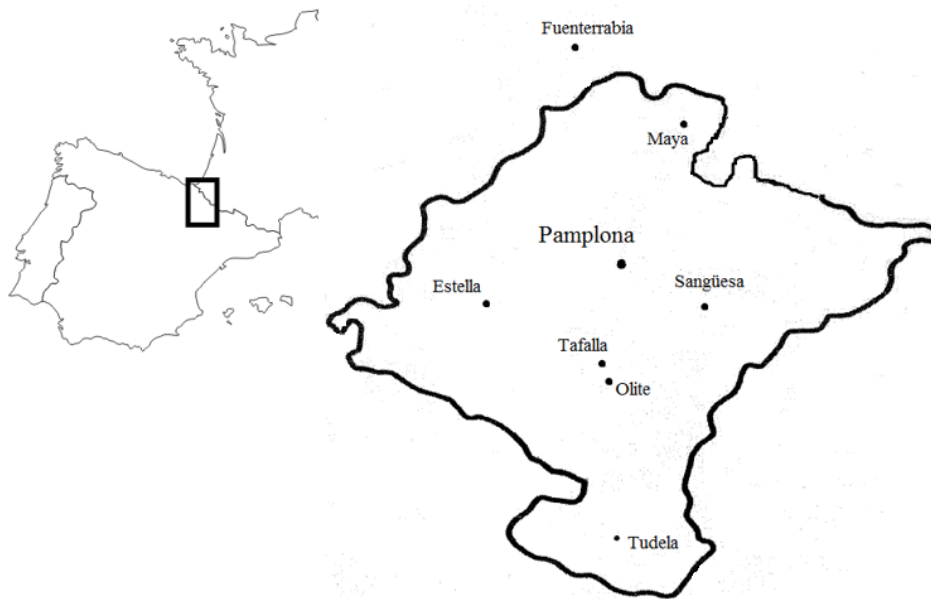 Fuenterrabia
Maya
Pamplona
Estella
Sangüesa
Tafalla
Olite
Tudela